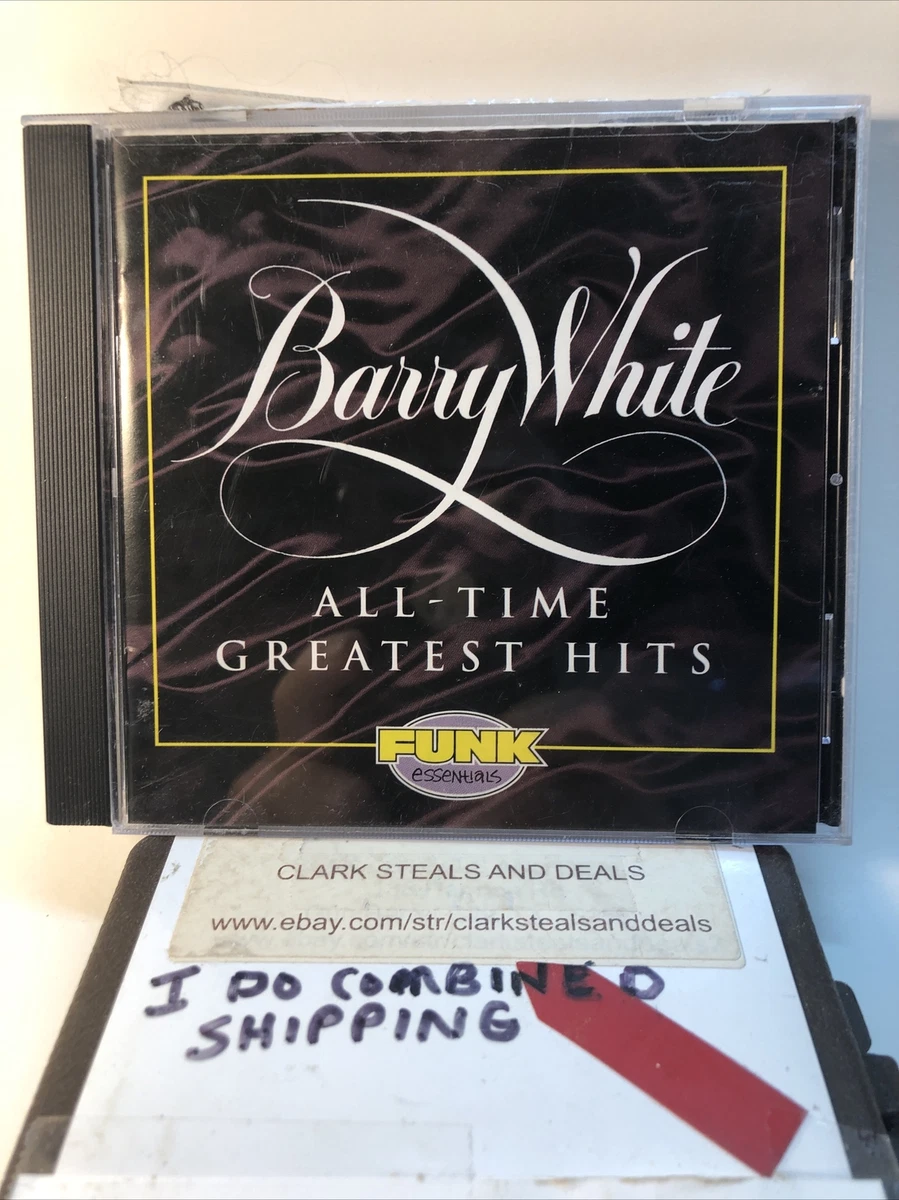 Barry White
ALL-TIME
GREATEST HITS
FUNK
essentials
CLARK STEALS AND DEALS
www.ebay.com/str/clarkstealsanddeals
I DO COMBINED
SHIPPING